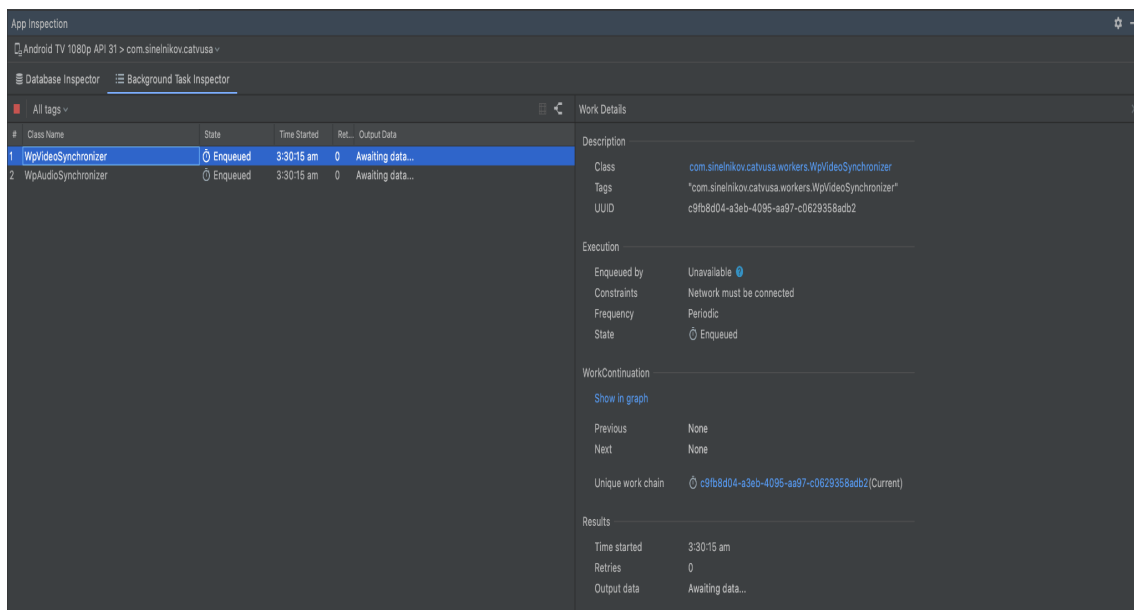 App Inspection
Android TV 1080p API 31 > com.sinelnikov.catvusa
Database Inspector Background Task Inspector
All tags
Work Details
# Class Name State Time Started Ret... Output Data
1 WpVideoSynchronizer Enqueued 3:30:15 am 0 Awaiting data...
2 WpAudioSynchronizer Enqueued 3:30:15 am 0 Awaiting data...
Description
Class com.sinelnikov.catvusa.workers.WpVideoSynchronizer
Tags "com.sinelnikov.catvusa.workers.WpVideoSynchronizer"
UUID c9fb8d04-a3eb-4095-aa97-c0629358adb2
Execution
Enqueued by Unavailable ?
Constraints Network must be connected
Frequency Periodic
State Enqueued
WorkContinuation
Show in graph
Previous None
Next None
Unique work chain c9fb8d04-a3eb-4095-aa97-c0629358adb2(Current)
Results
Time started 3:30:15 am
Retries 0
Output data Awaiting data...